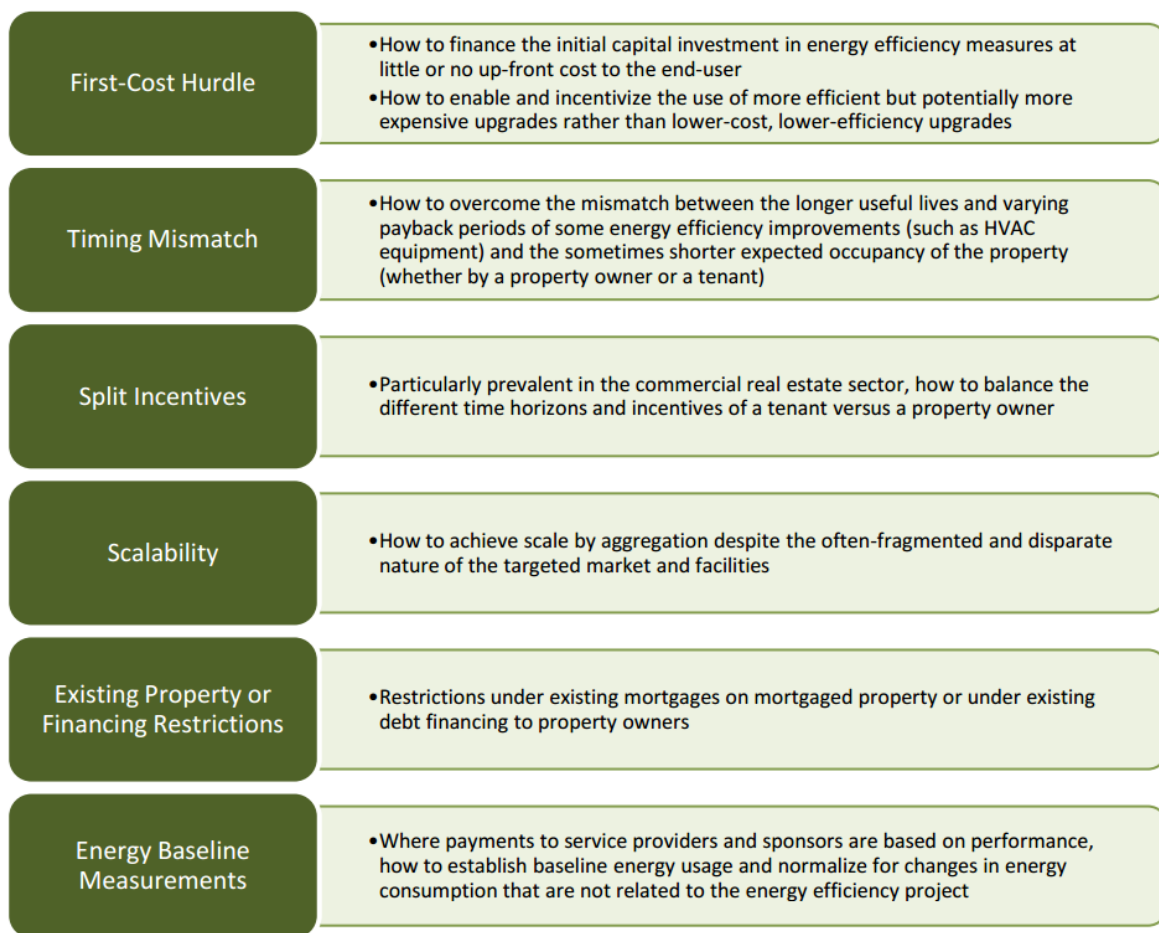 First-Cost Hurdle
•How to finance the initial capital investment in energy efficiency measures at
little or no up-front cost to the end-user
•How to enable and incentivize the use of more efficient but potentially more
expensive upgrades rather than lower-cost, lower-efficiency upgrades
Timing Mismatch
•How to overcome the mismatch between the longer useful lives and varying
payback periods of some energy efficiency improvements (such as HVAC
equipment) and the sometimes shorter expected occupancy of the property
(whether by a property owner or a tenant)
Split Incentives
•Particularly prevalent in the commercial real estate sector, how to balance the
different time horizons and incentives of a tenant versus a property owner
Scalability
•How to achieve scale by aggregation despite the often-fragmented and disparate
nature of the targeted market and facilities
Existing Property or
Financing Restrictions
•Restrictions under existing mortgages on mortgaged property or under existing
debt financing to property owners
Energy Baseline
Measurements
•Where payments to service providers and sponsors are based on performance,
how to establish baseline energy usage and normalize for changes in energy
consumption that are not related to the energy efficiency project